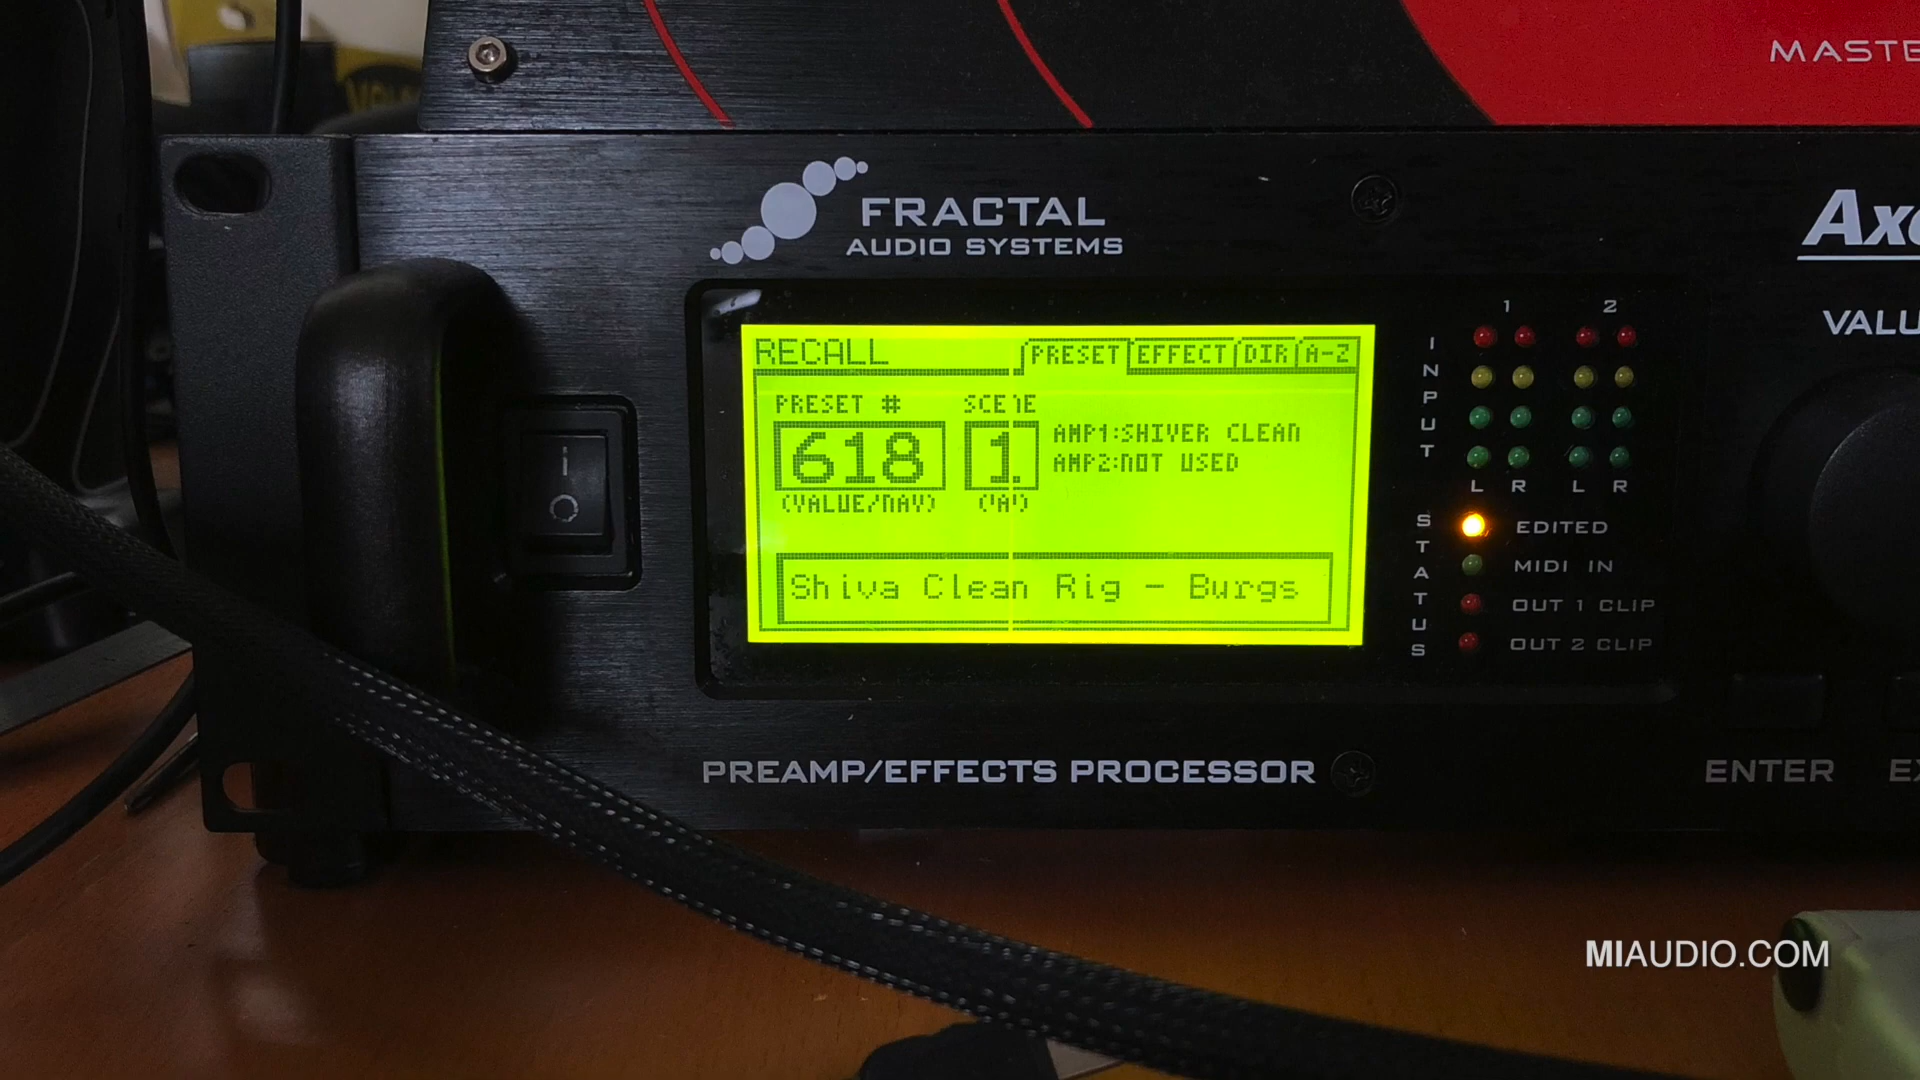 MASTE
FRACTAL
AUDIO SYSTEMS
Axe
VALU
RECALL
PRESET EFFECT DIR A-Z
PRESET # SCENE
618 1
AMP1:SHIVER CLEAN
AMP2:NOT USED
(VALUE/NAV) ('A')
Shiva Clean Rig - Burgs
1 2
INPUT
L R L R
STATUS
EDITED
MIDI IN
OUT 1 CLIP
OUT 2 CLIP
PREAMP/EFFECTS PROCESSOR
ENTER EX
MIAUDIO.COM